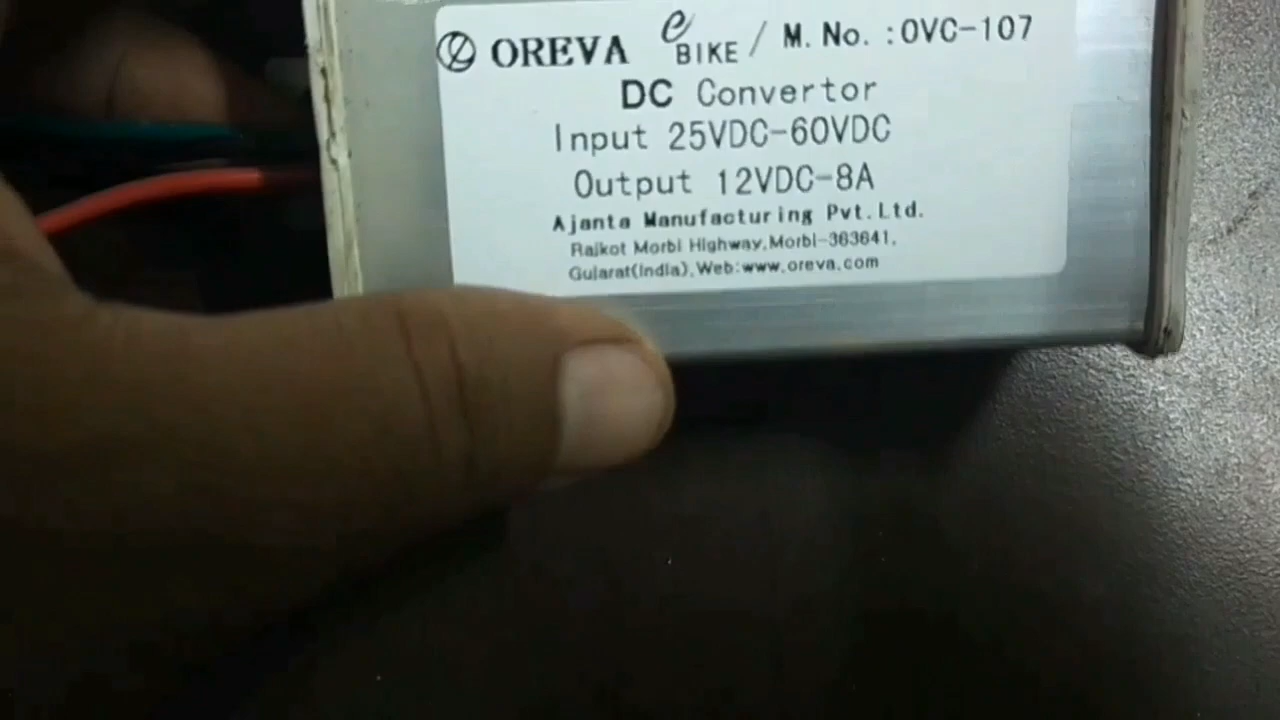 OREVA e BIKE / M. No. :OVC-107
DC Convertor
Input 25VDC-60VDC
Output 12VDC-8A
Ajanta Manufacturing Pvt.Ltd.
Rajkot Morbi Highway,Morbi-363641,
Gujarat(India),Web:www.oreva.com